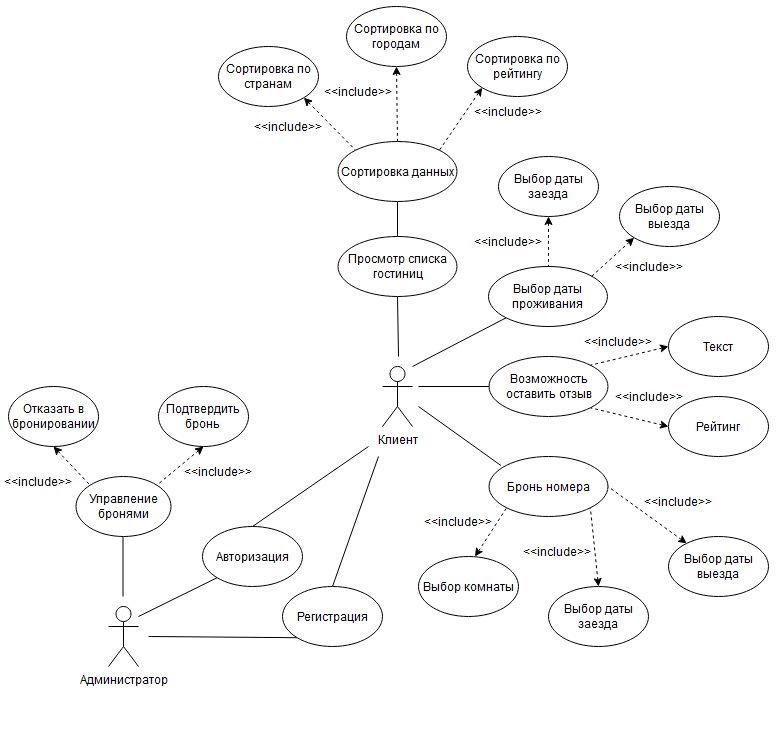 Сортировка по
городам
Сортировка по
странам
Сортировка по
рейтингу
<<include>>
<<include>>
<<include>>
Сортировка данных
Выбор даты
заезда
Выбор даты
выезда
<<include>>
<<include>>
Просмотр списка
гостиниц
Выбор даты
проживания
<<include>>
Текст
Возможность
оставить отзыв
<<include>>
Рейтинг
Клиент
Отказать в
бронировании
Подтвердить
бронь
<<include>>
<<include>>
Управление
бронями
Бронь номера
<<include>>
<<include>>
<<include>>
Авторизация
Выбор комнаты
Выбор даты
выезда
Выбор даты
заезда
Регистрация
Администратор